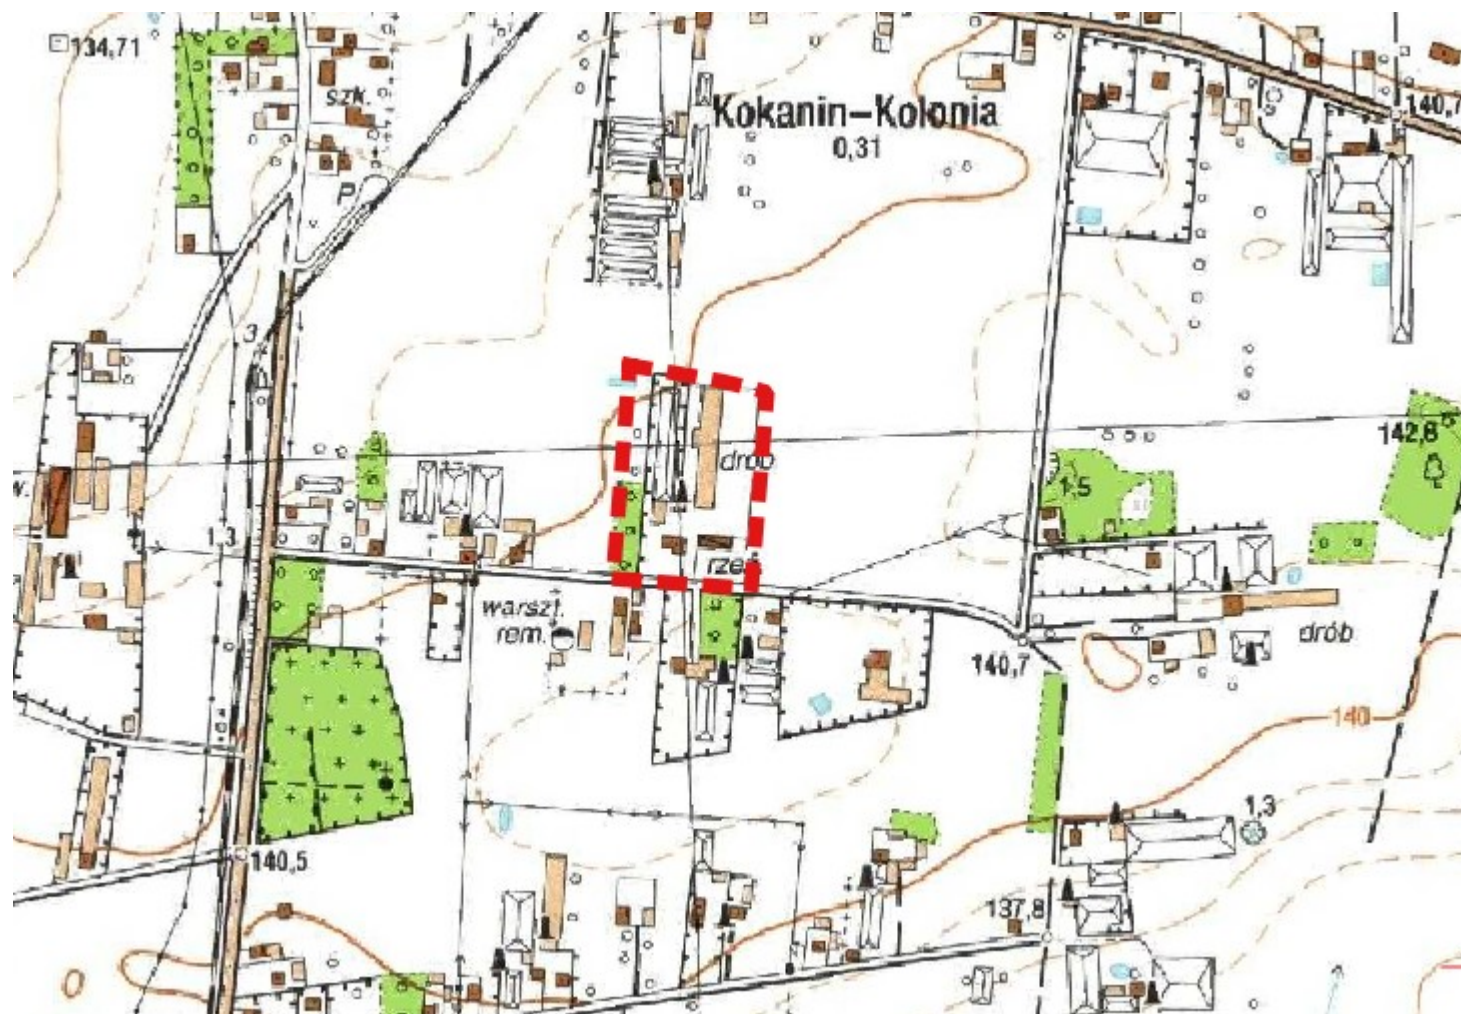 134,71
szk.
Kokanin–Kolonia
0,31
140,7
P
3
142,8
drób
w.
1,5
1,3
rzeź
warszt.
rem.
drób
140,7
140
1,3
140,5
137,8